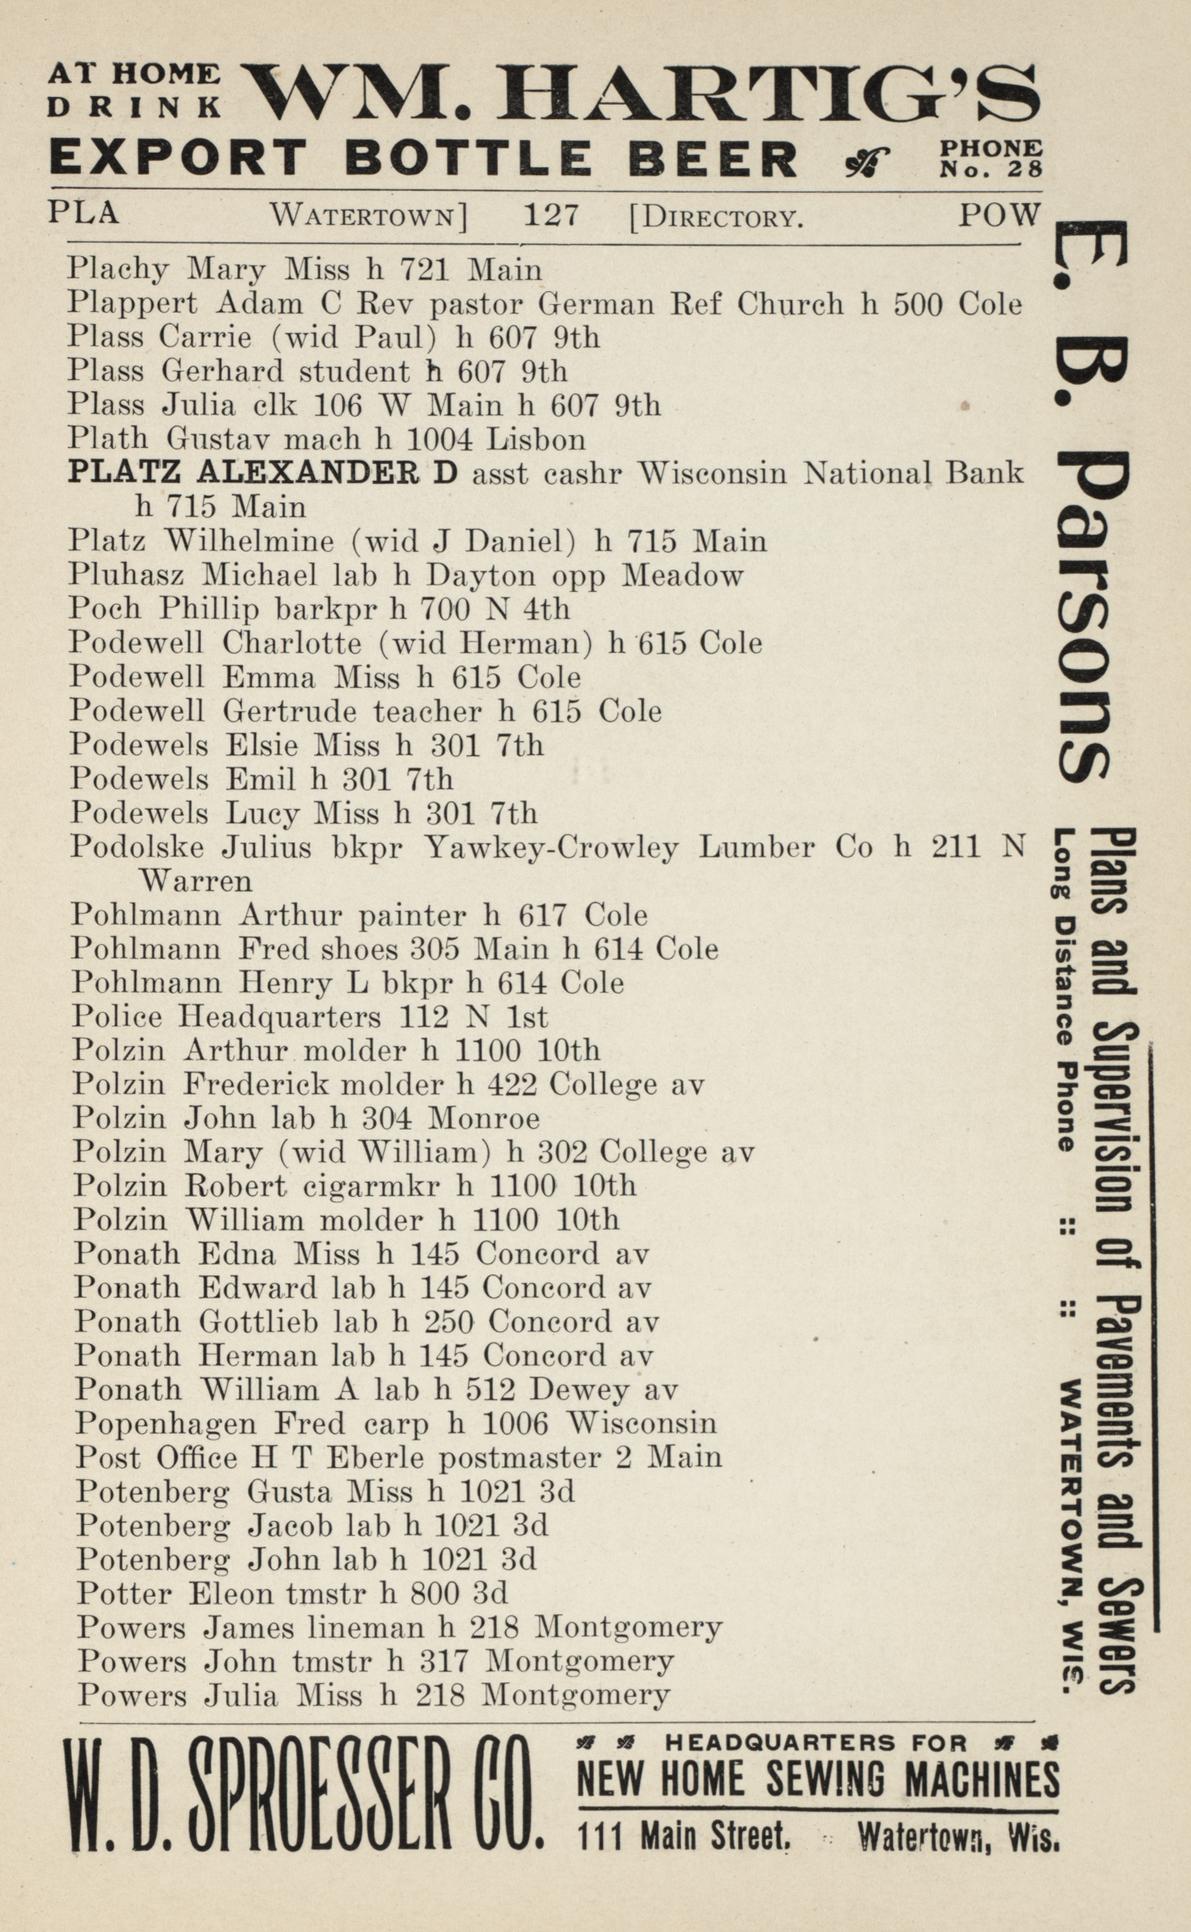 AT HOME DRINK WM. HARTIG'S
EXPORT BOTTLE BEER PHONE No. 28
PLA WATERTOWN] 127 [DIRECTORY. POW
Plachy Mary Miss h 721 Main
Plappert Adam C Rev pastor German Ref Church h 500 Cole
Plass Carrie (wid Paul) h 607 9th
Plass Gerhard student h 607 9th
Plass Julia clk 106 W Main h 607 9th
Plath Gustav mach h 1004 Lisbon
PLATZ ALEXANDER D asst cashr Wisconsin National Bank
h 715 Main
Platz Wilhelmine (wid J Daniel) h 715 Main
Pluhasz Michael lab h Dayton opp Meadow
Poch Phillip barkpr h 700 N 4th
Podewell Charlotte (wid Herman) h 615 Cole
Podewell Emma Miss h 615 Cole
Podewell Gertrude teacher h 615 Cole
Podewels Elsie Miss h 301 7th
Podewels Emil h 301 7th
Podewels Lucy Miss h 301 7th
Podolske Julius bkpr Yawkey-Crowley Lumber Co h 211 N
Warren
Pohlmann Arthur painter h 617 Cole
Pohlmann Fred shoes 305 Main h 614 Cole
Pohlmann Henry L bkpr h 614 Cole
Police Headquarters 112 N 1st
Polzin Arthur molder h 1100 10th
Polzin Frederick molder h 422 College av
Polzin John lab h 304 Monroe
Polzin Mary (wid William) h 302 College av
Polzin Robert cigarmkr h 1100 10th
Polzin William molder h 1100 10th
Ponath Edna Miss h 145 Concord av
Ponath Edward lab h 145 Concord av
Ponath Gottlieb lab h 250 Concord av
Ponath Herman lab h 145 Concord av
Ponath William A lab h 512 Dewey av
Popenhagen Fred carp h 1006 Wisconsin
Post Office H T Eberle postmaster 2 Main
Potenberg Gusta Miss h 1021 3d
Potenberg Jacob lab h 1021 3d
Potenberg John lab h 1021 3d
Potter Eleon tmstr h 800 3d
Powers James lineman h 218 Montgomery
Powers John tmstr h 317 Montgomery
Powers Julia Miss h 218 Montgomery
E. B. Parsons
Plans and Supervision of Pavements and Sewers
Long Distance Phone :: :: WATERTOWN, WIS.
W. D. SPROESSER CO.
HEADQUARTERS FOR
NEW HOME SEWING MACHINES
111 Main Street. Watertown, Wis.